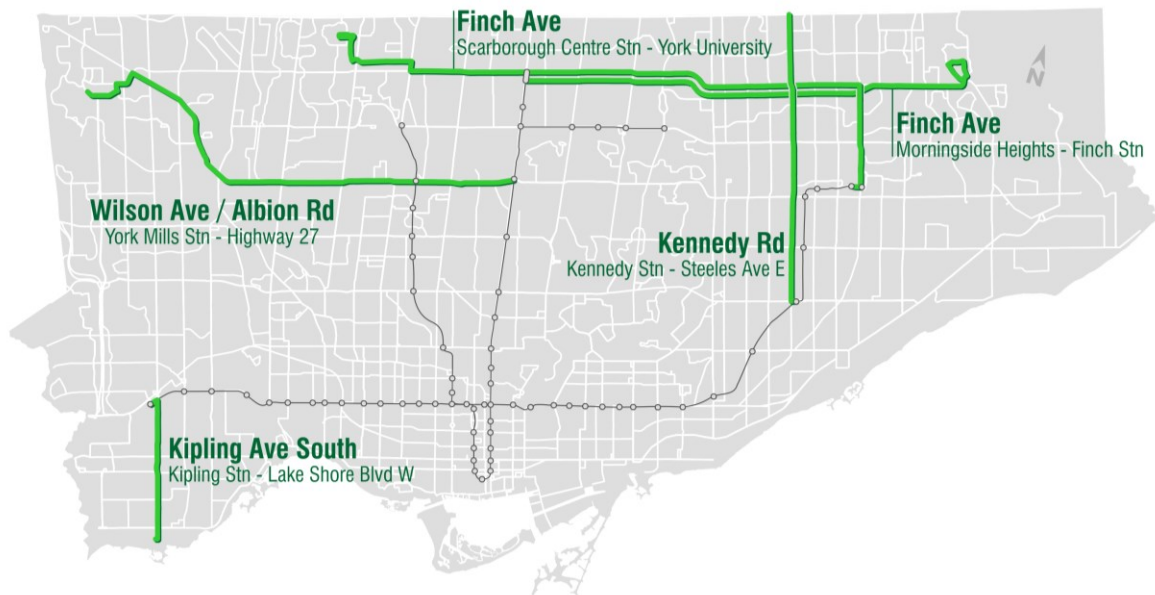 Finch Ave
Scarborough Centre Stn - York University
N
Finch Ave
Morningside Heights - Finch Stn
Wilson Ave / Albion Rd
York Mills Stn - Highway 27
Kennedy Rd
Kennedy Stn - Steeles Ave E
Kipling Ave South
Kipling Stn - Lake Shore Blvd W